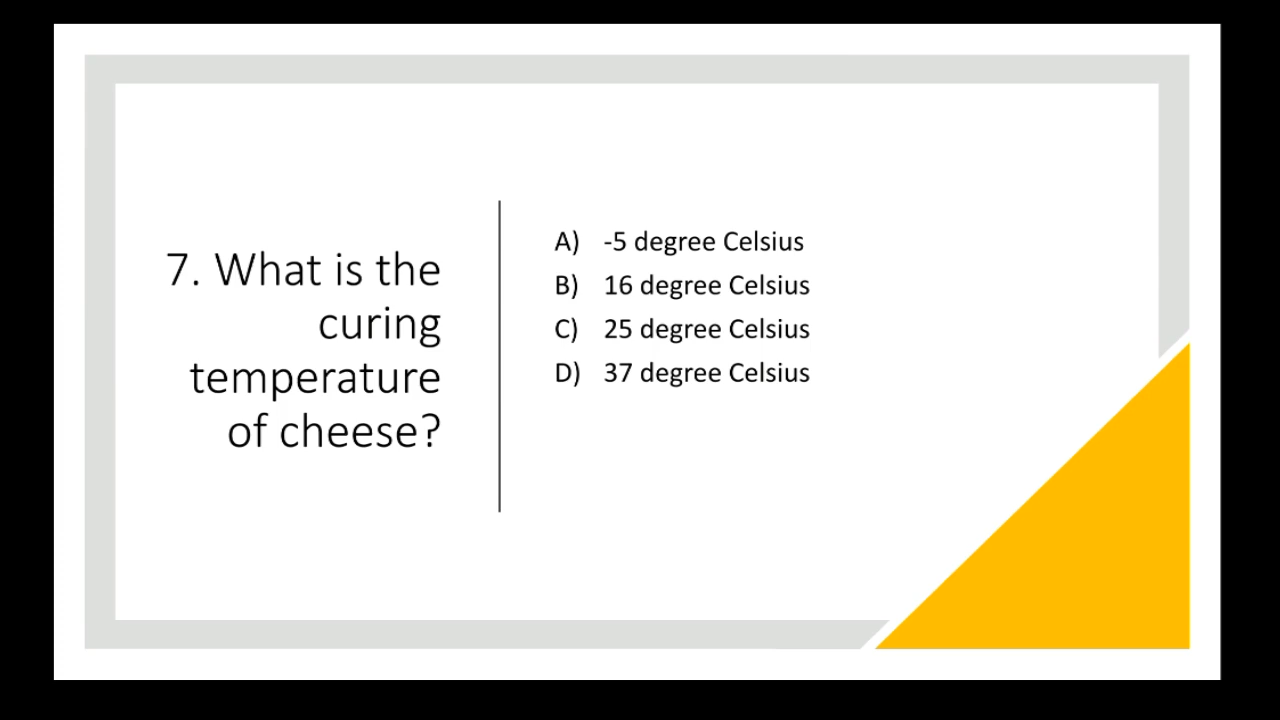 7. What is the
curing
temperature
of cheese?
A) -5 degree Celsius
B) 16 degree Celsius
C) 25 degree Celsius
D) 37 degree Celsius